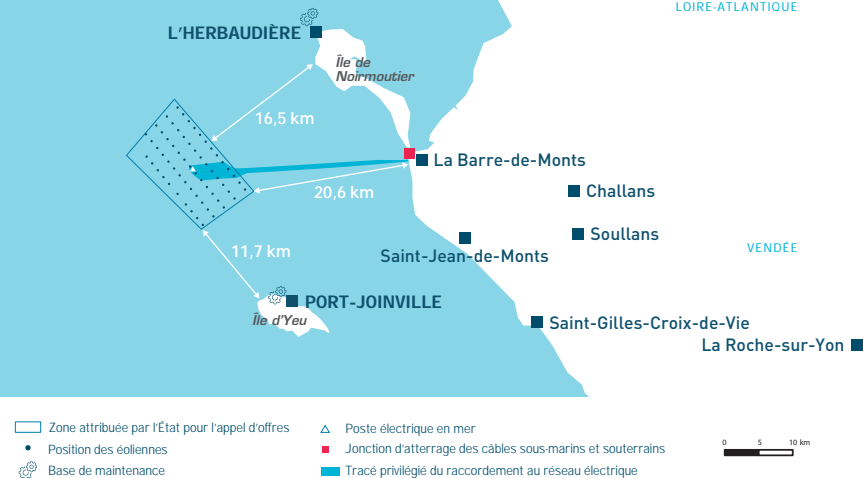 LOIRE-ATLANTIQUE
L'HERBAUDIÈRE
Île de
Noirmoutier
16,5 km
La Barre-de-Monts
20,6 km
Challans
Soullans
VENDÉE
11,7 km
Saint-Jean-de-Monts
PORT-JOINVILLE
Île d'Yeu
Saint-Gilles-Croix-de-Vie
La Roche-sur-Yon
Zone attribuée par l'État pour l'appel d'offres
Position des éoliennes
Base de maintenance
Poste électrique en mer
Jonction d'atterrage des câbles sous-marins et souterrains
Tracé privilégié du raccordement au réseau électrique
0 5 10 km